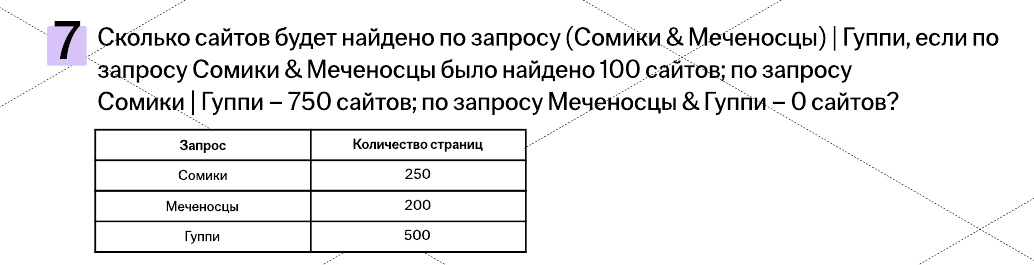 7 Сколько сайтов будет найдено по запросу (Сомики & Меченосцы) | Гуппи, если по
запросу Сомики & Меченосцы было найдено 100 сайтов; по запросу
Сомики | Гуппи – 750 сайтов; по запросу Меченосцы & Гуппи – 0 сайтов?
Запрос Количество страниц
Сомики 250
Меченосцы 200
Гуппи 500